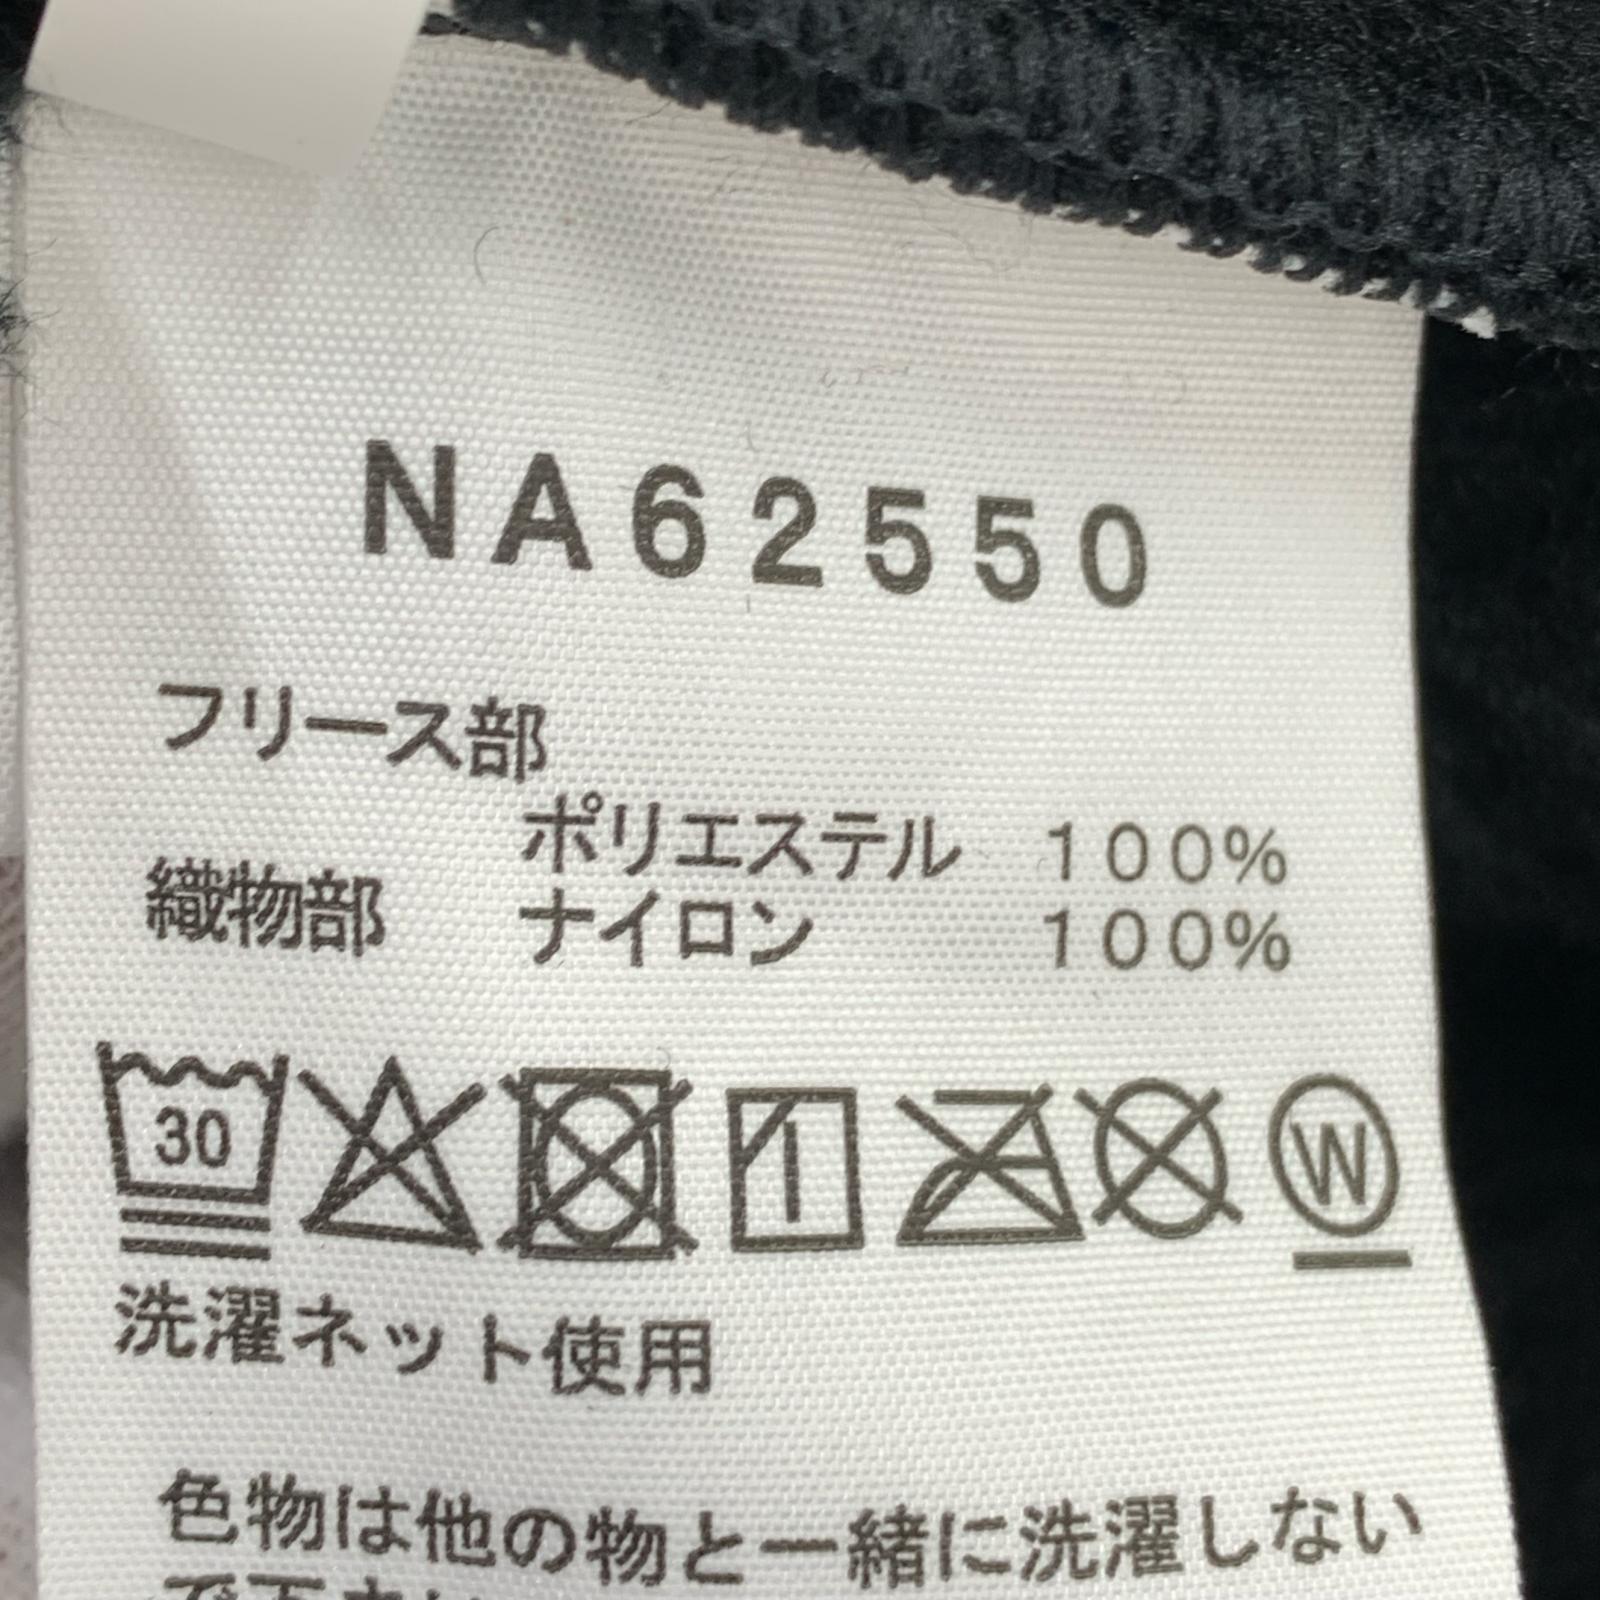 NA62550
フリース部
ポリエステル 100%
織物部 ナイロン 100%
30
W
洗濯ネット使用
色物は他の物と一緒に洗濯しない